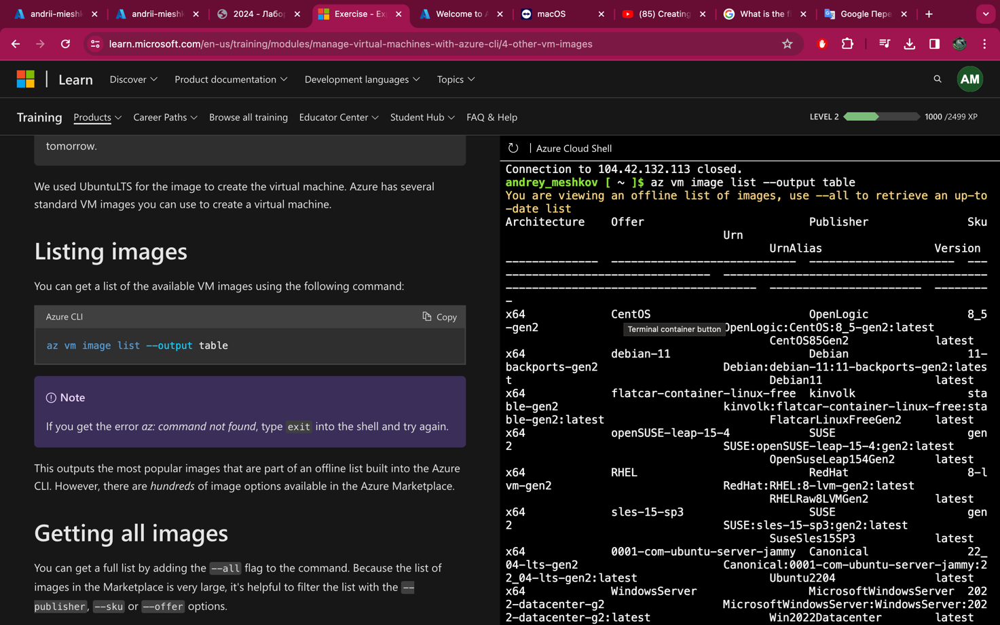 andrii-mieshk
andrii-mieshk
2024 - Лабор
Exercise - Ex
Welcome to A
macOS
(85) Creating
What is the fi
Google Пере
learn.microsoft.com/en-us/training/modules/manage-virtual-machines-with-azure-cli/4-other-vm-images
Learn
Discover
Product documentation
Development languages
Topics
AM
Training
Products
Career Paths
Browse all training
Educator Center
Student Hub
FAQ & Help
LEVEL 2
1000 /2499 XP
tomorrow.
We used UbuntuLTS for the image to create the virtual machine. Azure has several
standard VM images you can use to create a virtual machine.
Listing images
You can get a list of the available VM images using the following command:
Azure CLI
Copy
az vm image list --output table
Note
If you get the error az: command not found, type exit into the shell and try again.
This outputs the most popular images that are part of an offline list built into the Azure
CLI. However, there are hundreds of image options available in the Azure Marketplace.
Getting all images
You can get a full list by adding the --all flag to the command. Because the list of
images in the Marketplace is very large, it's helpful to filter the list with the --
publisher, --sku or --offer options.
Azure Cloud Shell
Connection to 104.42.132.113 closed.
andrey_meshkov [ ~ ]$ az vm image list --output table
You are viewing an offline list of images, use --all to retrieve an up-to
-date list
Architecture Offer Publisher Sku
Urn
UrnAlias Version
-------------- ---------------------------- ---------------------- ---
------------------------------- ----------------------------------------
-------------------------------------- ----------------------- --------
-
x64 CentOS OpenLogic 8_5
-gen2 OpenLogic:CentOS:8_5-gen2:latest
Terminal container button
CentOS85Gen2 latest
x64 debian-11 Debian 11-
backports-gen2 Debian:debian-11:11-backports-gen2:lates
t Debian11 latest
x64 flatcar-container-linux-free kinvolk sta
ble-gen2 kinvolk:flatcar-container-linux-free:sta
ble-gen2:latest FlatcarLinuxFreeGen2 latest
x64 openSUSE-leap-15-4 SUSE gen
2 SUSE:openSUSE-leap-15-4:gen2:latest
OpenSuseLeap154Gen2 latest
x64 RHEL RedHat 8-l
vm-gen2 RedHat:RHEL:8-lvm-gen2:latest
RHELRaw8LVMGen2 latest
x64 sles-15-sp3 SUSE gen
2 SUSE:sles-15-sp3:gen2:latest
SuseSles15SP3 latest
x64 0001-com-ubuntu-server-jammy Canonical 22_
04-lts-gen2 Canonical:0001-com-ubuntu-server-jammy:2
2_04-lts-gen2:latest Ubuntu2204 latest
x64 WindowsServer MicrosoftWindowsServer 202
2-datacenter-g2 MicrosoftWindowsServer:WindowsServer:202
2-datacenter-g2:latest Win2022Datacenter latest